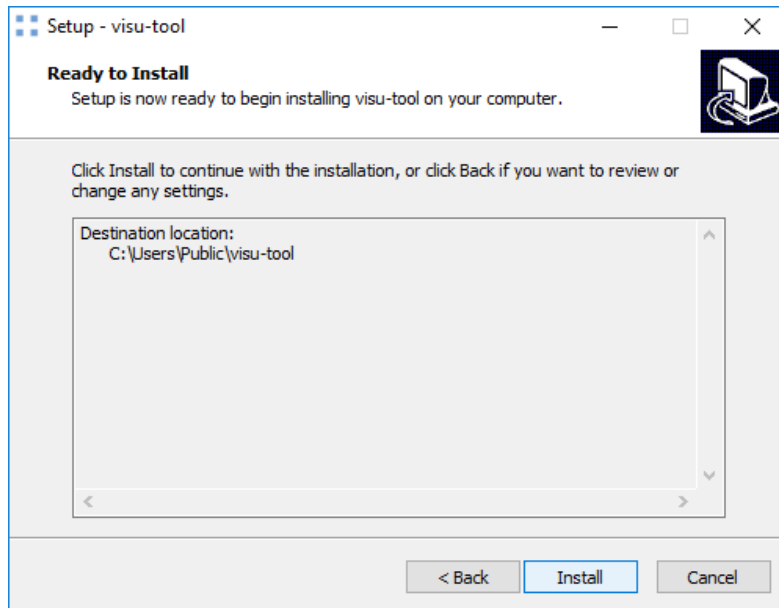 Setup - visu-tool
Ready to Install
Setup is now ready to begin installing visu-tool on your computer.
Click Install to continue with the installation, or click Back if you want to review or
change any settings.
Destination location:
C:\Users\Public\visu-tool
< Back
Install
Cancel